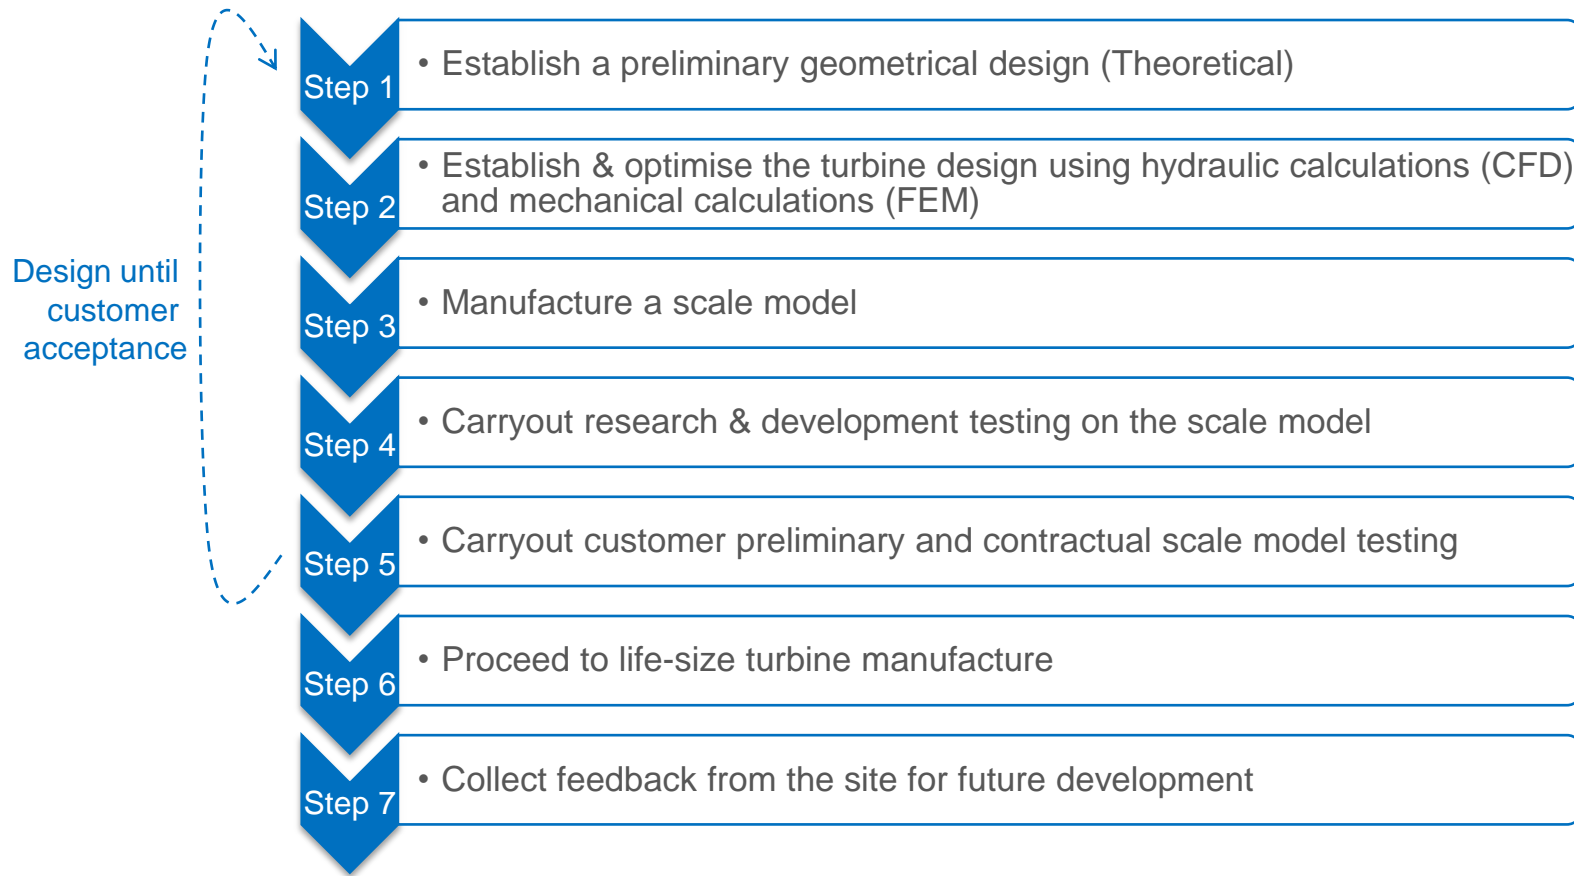 Step 1
• Establish a preliminary geometrical design (Theoretical)
Step 2
• Establish & optimise the turbine design using hydraulic calculations (CFD)
and mechanical calculations (FEM)
Design until
customer
acceptance
Step 3
• Manufacture a scale model
Step 4
• Carryout research & development testing on the scale model
Step 5
• Carryout customer preliminary and contractual scale model testing
Step 6
• Proceed to life-size turbine manufacture
Step 7
• Collect feedback from the site for future development